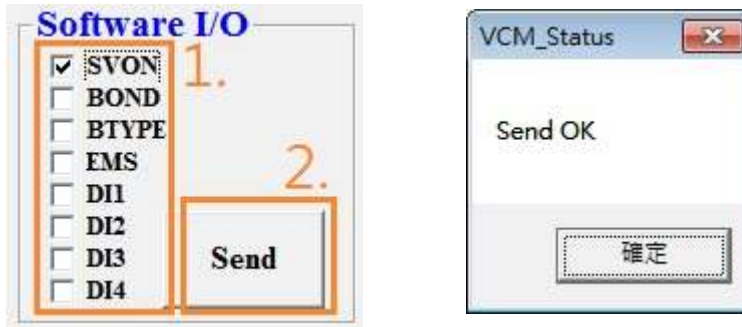 Software I/O
SVON
1.
BOND
BTYPE
EMS
2.
DI1
DI2
DI3
Send
DI4
VCM_Status
Send OK
確定